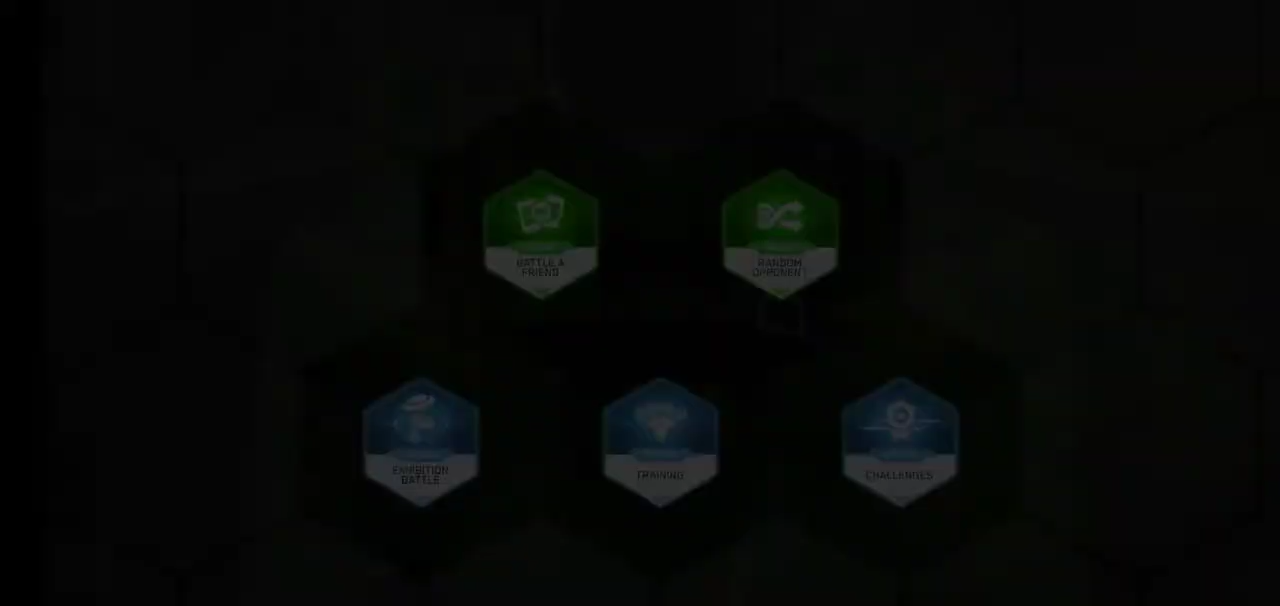 BATTLE A
FRIEND
RANDOM
OPPONENT
EXHIBITION
BATTLE
TRAINING
CHALLENGES